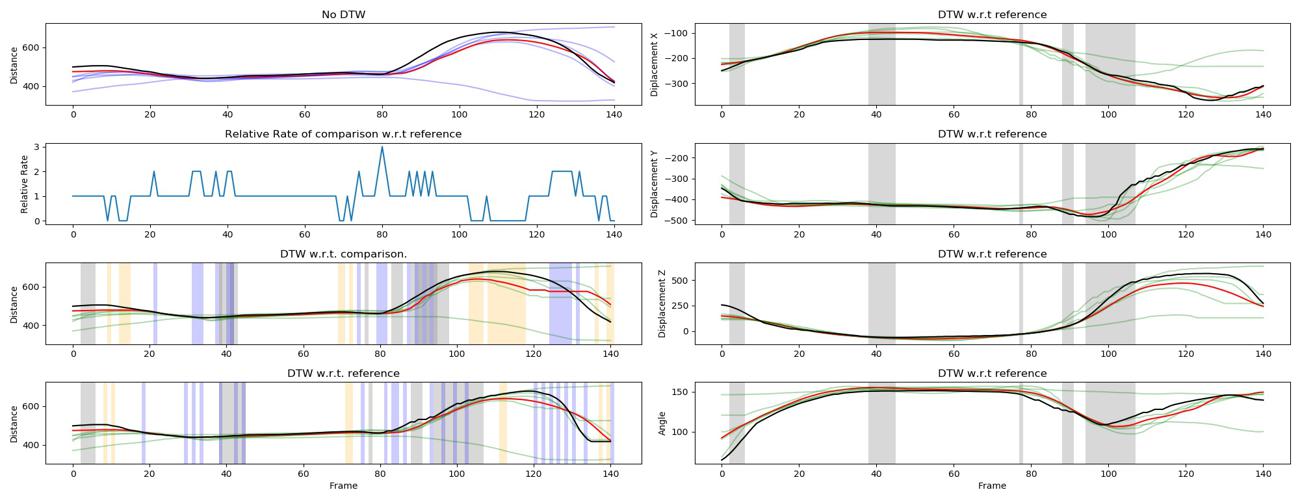 No DTW
Distance
600
400
0 20 40 60 80 100 120 140
Relative Rate of comparison w.r.t reference
Relative Rate
3
2
1
0
0 20 40 60 80 100 120 140
DTW w.r.t. comparison.
Distance
600
400
0 20 40 60 80 100 120 140
DTW w.r.t. reference
Distance
600
400
0 20 40 60 80 100 120 140
Frame
DTW w.r.t reference
Diplacement X
−100
−200
−300
0 20 40 60 80 100 120 140
DTW w.r.t reference
Displacement Y
−200
−300
−400
−500
0 20 40 60 80 100 120 140
DTW w.r.t reference
Displacement Z
500
250
0
0 20 40 60 80 100 120 140
DTW w.r.t reference
Angle
150
100
0 20 40 60 80 100 120 140
Frame